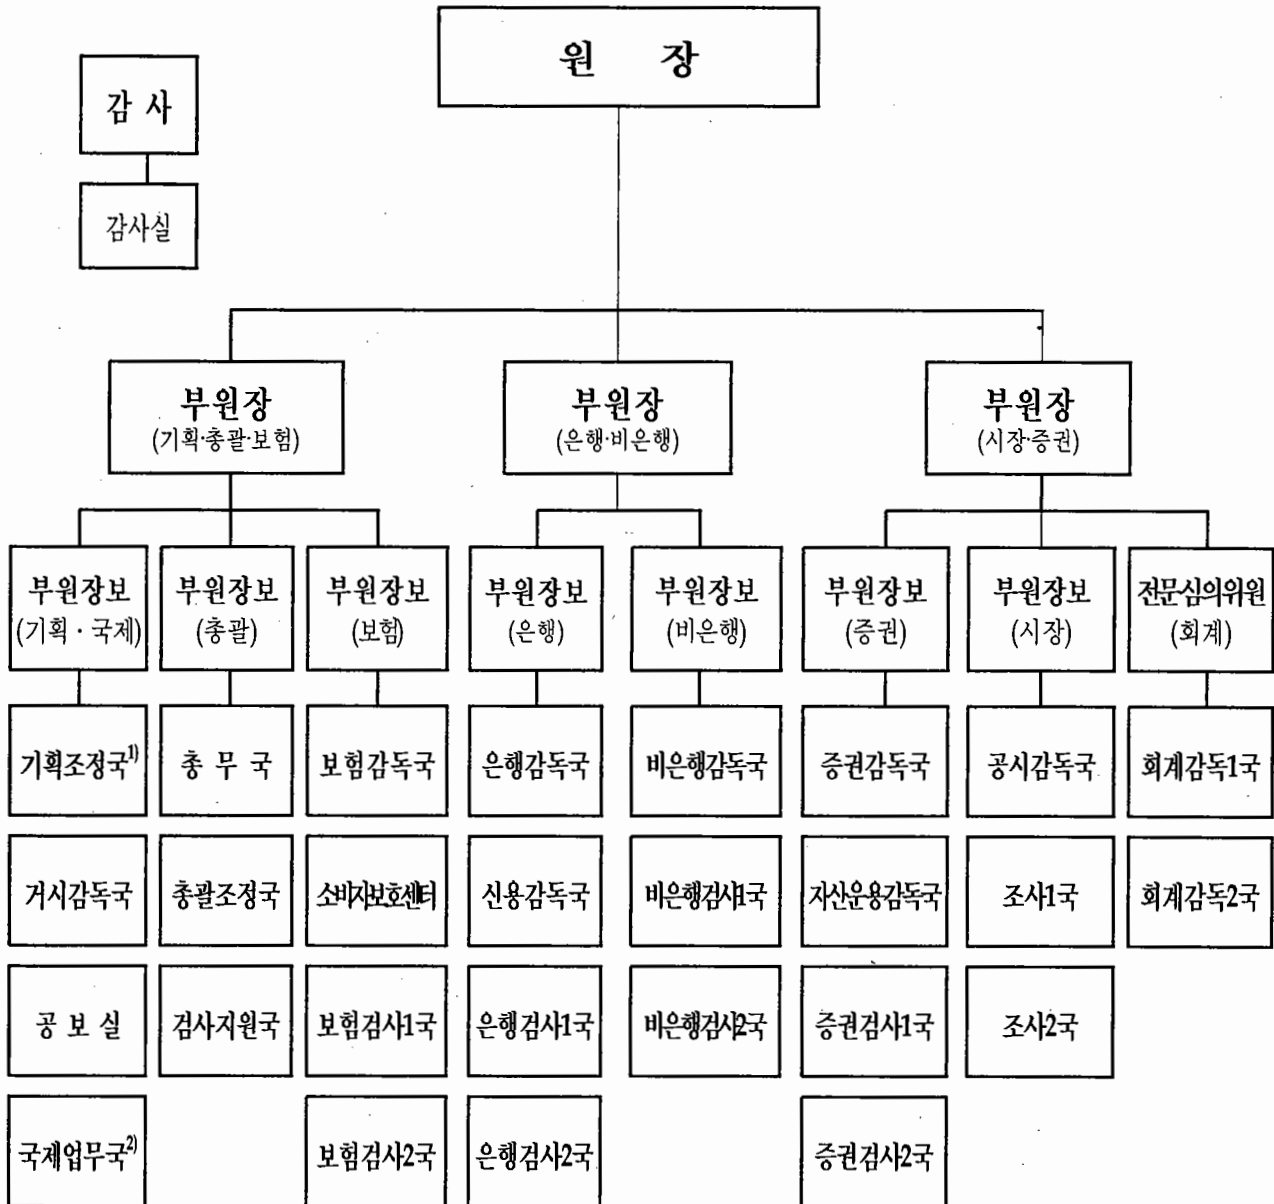 원 장
감 사
감사실
부원장
(기획·총괄·보험)
부원장
(은행·비은행)
부원장
(시장·증권)
부원장보
(기획·국제)
부원장보
(총괄)
부원장보
(보험)
부원장보
(은행)
부원장보
(비은행)
부원장보
(증권)
부원장보
(시장)
전문심의위원
(회계)
기획조정국1)
총 무 국
보험감독국
은행감독국
비은행감독국
증권감독국
공시감독국
회계감독1국
거시감독국
총괄조정국
소비자보호센터
신용감독국
비은행검사1국
자산운용감독국
조사1국
회계감독2국
공 보 실
검사지원국
보험검사1국
은행검사1국
비은행검사2국
증권검사1국
조사2국
국제업무국2)
보험검사2국
은행검사2국
증권검사2국